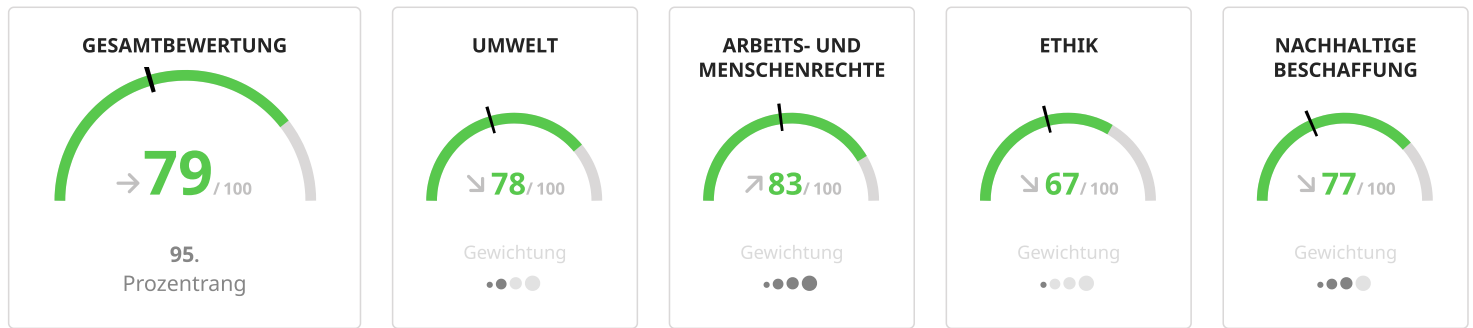 GESAMTBEWERTUNG
79 / 100
95.
Prozentrang
UMWELT
78 / 100
Gewichtung
ARBEITS- UND
MENSCHENRECHTE
83 / 100
Gewichtung
ETHIK
67 / 100
Gewichtung
NACHHALTIGE
BESCHAFFUNG
77 / 100
Gewichtung